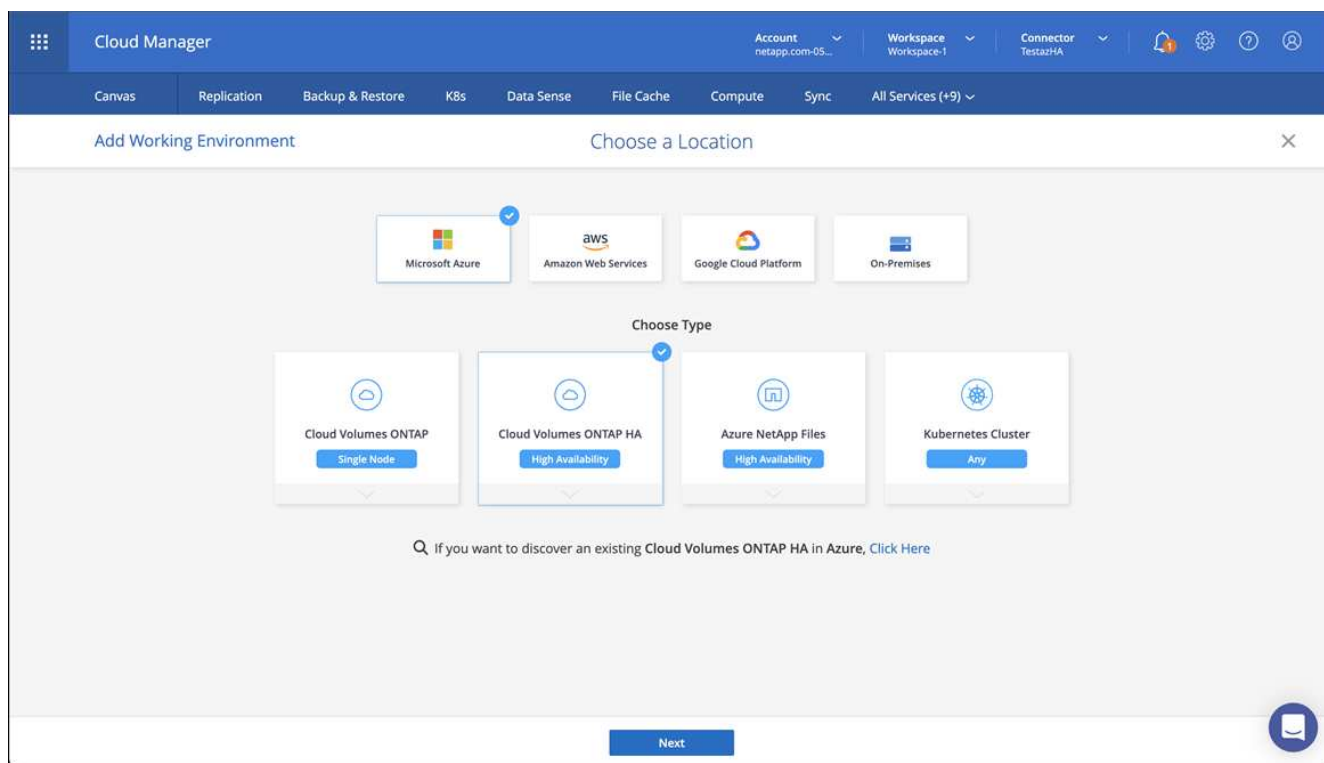 Cloud Manager
Account
netapp.com-05...
Workspace
Workspace-1
Connector
TestazHA
1
Canvas
Replication
Backup & Restore
K8s
Data Sense
File Cache
Compute
Sync
All Services (+9)
Add Working Environment
Choose a Location
Microsoft Azure
aws
Amazon Web Services
Google Cloud Platform
On-Premises
Choose Type
Cloud Volumes ONTAP
Single Node
Cloud Volumes ONTAP HA
High Availability
Azure NetApp Files
High Availability
Kubernetes Cluster
Any
If you want to discover an existing Cloud Volumes ONTAP HA in Azure, Click Here
Next